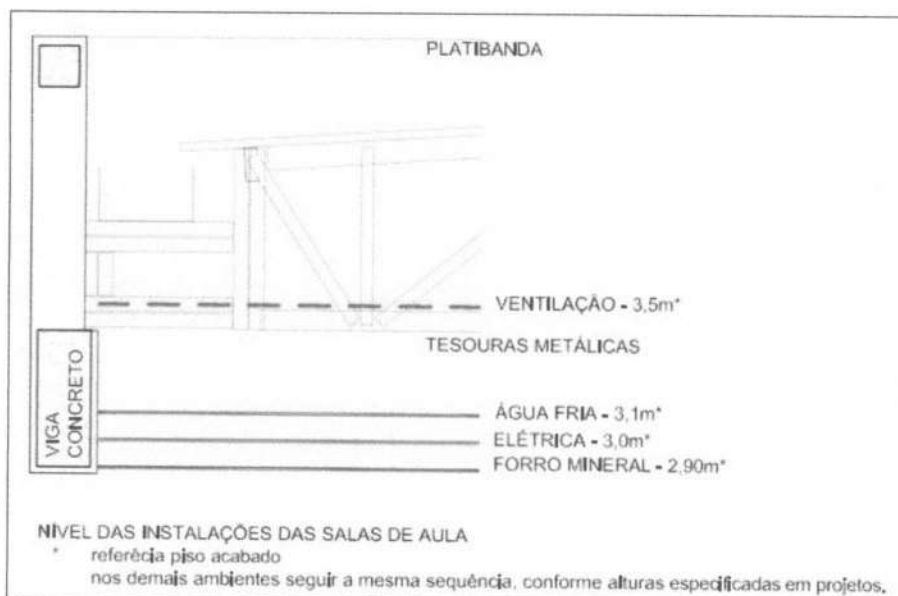 PLATIBANDA
VENTILAÇÃO - 3,5m*
TESOURAS METÁLICAS
VIGA
CONCRETO
ÁGUA FRIA - 3,1m*
ELÉTRICA - 3,0m*
FORRO MINERAL - 2,90m*
NÍVEL DAS INSTALAÇÕES DAS SALAS DE AULA
* referêcia piso acabado
nos demais ambientes seguir a mesma sequência, conforme alturas especificadas em projetos.